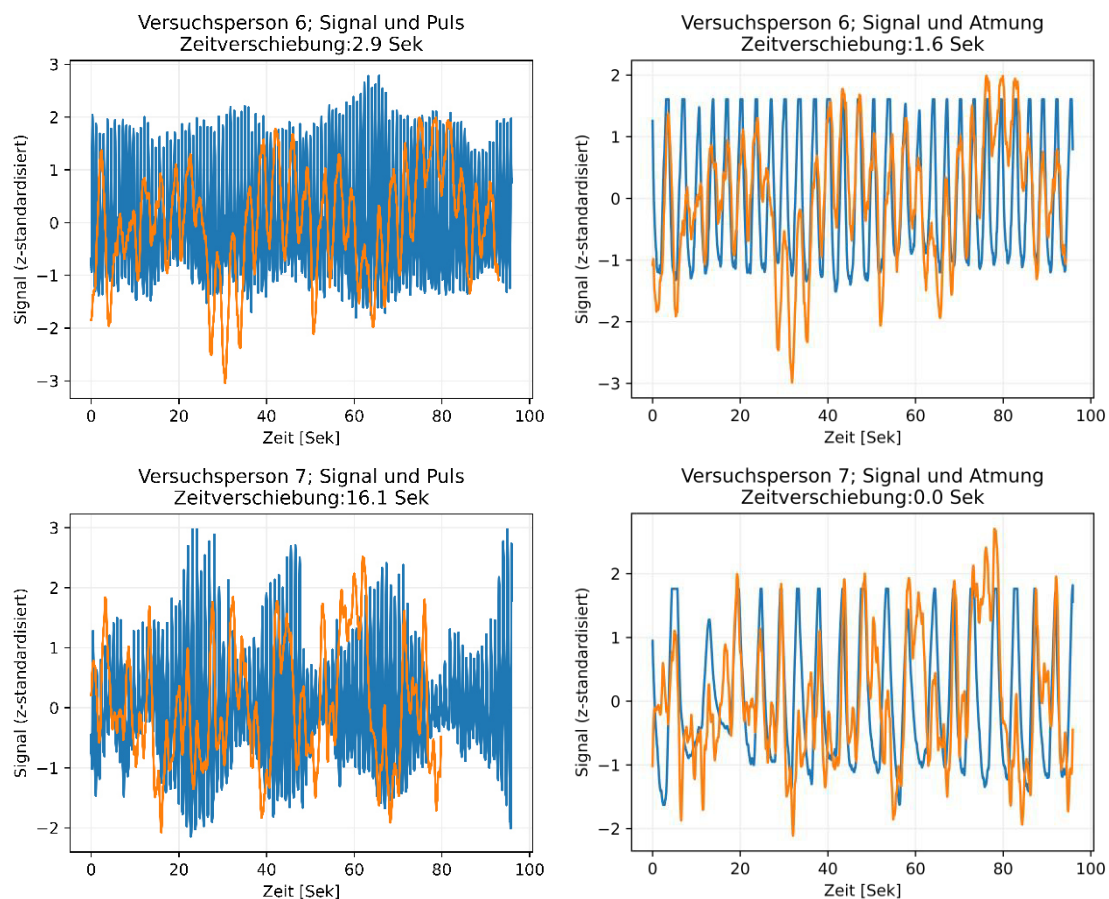 Versuchsperson 6; Signal und Puls
Zeitverschiebung:2.9 Sek
Signal (z-standardisiert)
3
2
1
0
−1
−2
−3
0 20 40 60 80 100
Zeit [Sek]
Versuchsperson 6; Signal und Atmung
Zeitverschiebung:1.6 Sek
Signal (z-standardisiert)
2
1
0
−1
−2
−3
0 20 40 60 80 100
Zeit [Sek]
Versuchsperson 7; Signal und Puls
Zeitverschiebung:16.1 Sek
Signal (z-standardisiert)
3
2
1
0
−1
−2
0 20 40 60 80 100
Zeit [Sek]
Versuchsperson 7; Signal und Atmung
Zeitverschiebung:0.0 Sek
Signal (z-standardisiert)
2
1
0
−1
−2
0 20 40 60 80 100
Zeit [Sek]